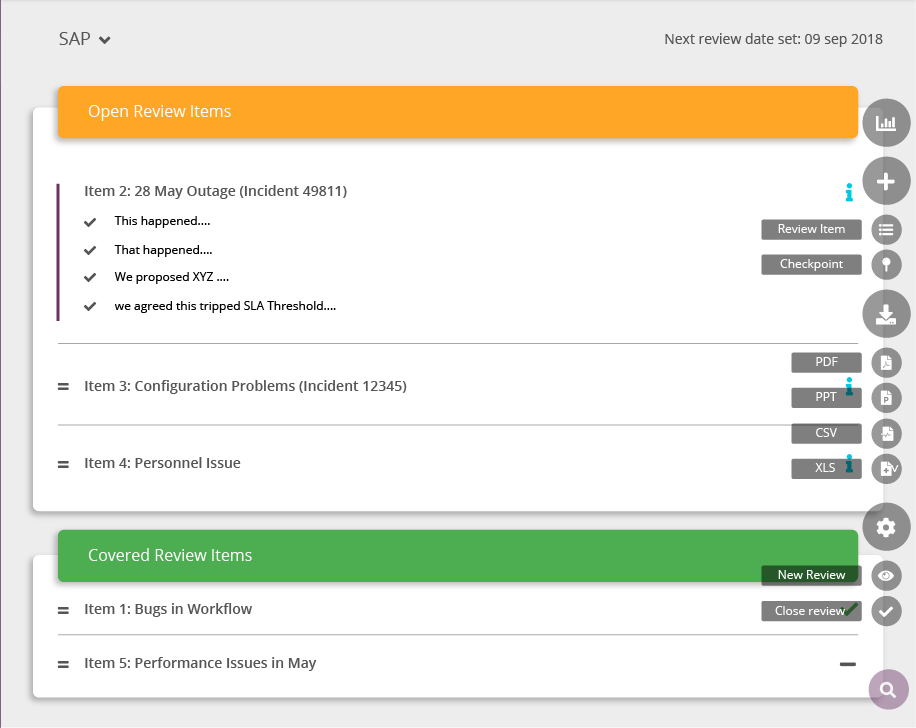 SAP
Next review date set: 09 sep 2018
Open Review Items
Item 2: 28 May Outage (Incident 49811)
This happened....
Review Item
That happened....
Checkpoint
We proposed XYZ ....
we agreed this tripped SLA Threshold....
PDF
Item 3: Configuration Problems (Incident 12345)
PPT
CSV
Item 4: Personnel Issue
XLS
Covered Review Items
New Review
Item 1: Bugs in Workflow
Close review
Item 5: Performance Issues in May